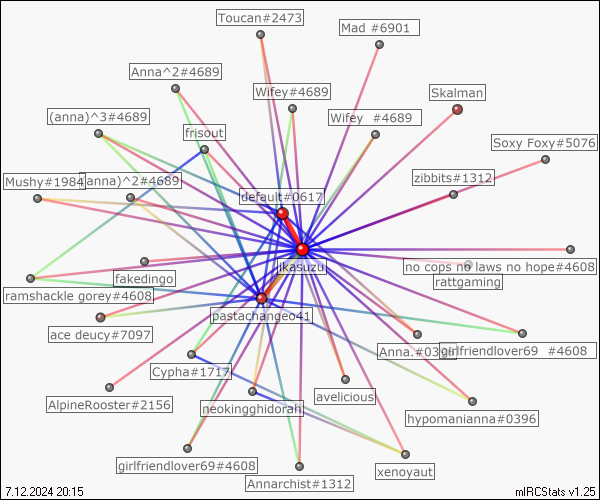 Toucan#2473
Mad #6901
Anna^2#4689
Wifey#4689
Skalman
(anna)^3#4689
frisout
Wifey #4689
Soxy Foxy#5076
Mushy#1984
(anna)^2#4689
zibbits#1312
default#0617
jkasuzu
no cops no laws no hope#4608
fakedingo
rattgaming
ramshackle gorey#4608
pastachangeo41
ace deucy#7097
Anna.#03
girlfriendlover69 #4608
Cypha#1717
AlpineRooster#2156
neokingghidorah
avelicious
hypomanianna#0396
girlfriendlover69#4608
Annarchist#1312
xenoyaut
7.12.2024 20:15
mIRCStats v1.25